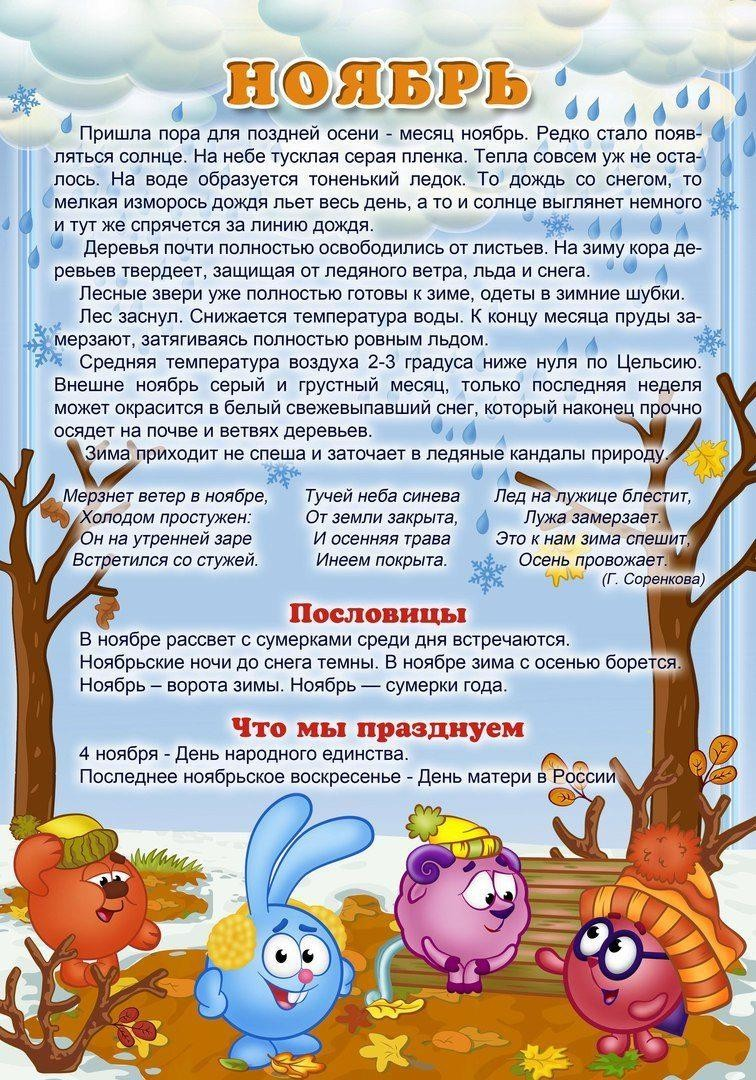 НОЯБРЬ
Пришла пора для поздней осени - месяц ноябрь. Редко стало появ-
ляться солнце. На небе тусклая серая пленка. Тепла совсем уж не оста-
лось. На воде образуется тоненький ледок. То дождь со снегом, то
мелкая изморось дождя льет весь день, а то и солнце выглянет немного
и тут же спрячется за линию дождя.
Деревья почти полностью освободились от листьев. На зиму кора де-
ревьев твердеет, защищая от ледяного ветра, льда и снега.
Лесные звери уже полностью готовы к зиме, одеты в зимние шубки.
Лес заснул. Снижается температура воды. К концу месяца пруды за-
мерзают, затягиваясь полностью ровным льдом.
Средняя температура воздуха 2-3 градуса ниже нуля по Цельсию.
Внешне ноябрь серый и грустный месяц, только последняя неделя
может окрасится в белый свежевыпавший снег, который наконец прочно
осядет на почве и ветвях деревьев.
Зима приходит не спеша и заточает в ледяные кандалы природу.
Мерзнет ветер в ноябре,
Холодом простужен:
Он на утренней заре
Встретился со стужей.
Тучей неба синева
От земли закрыта,
И осенняя трава
Инеем покрыта.
Лед на лужице блестит,
Лужа замерзает.
Это к нам зима спешит,
Осень провожает.
(Г. Соренкова)
Пословицы
В ноябре рассвет с сумерками среди дня встречаются.
Ноябрьские ночи до снега темны. В ноябре зима с осенью борется.
Ноябрь – ворота зимы. Ноябрь — сумерки года.
Что мы празднуем
4 ноября - День народного единства.
Последнее ноябрьское воскресенье - День матери в России